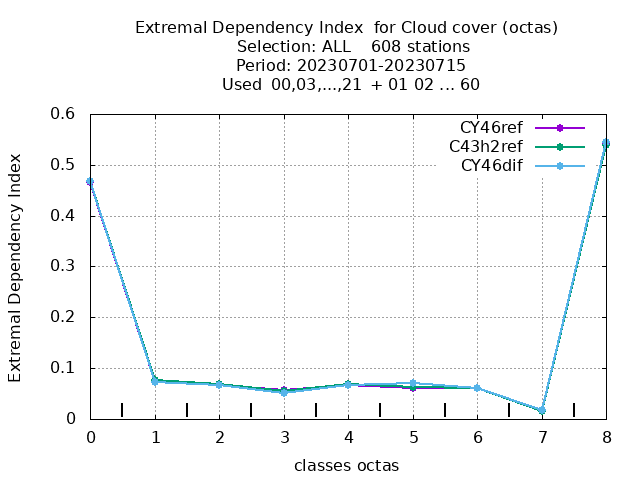 Extremal Dependency Index  for Cloud cover (octas)
Selection: ALL    608 stations
Period: 20230701-20230715
Used  00,03,...,21  + 01 02 ... 60
CY46ref
C43h2ref
CY46dif
Extremal Dependency Index
0.6
0.5
0.4
0.3
0.2
0.1
0
0 1 2 3 4 5 6 7 8
classes octas